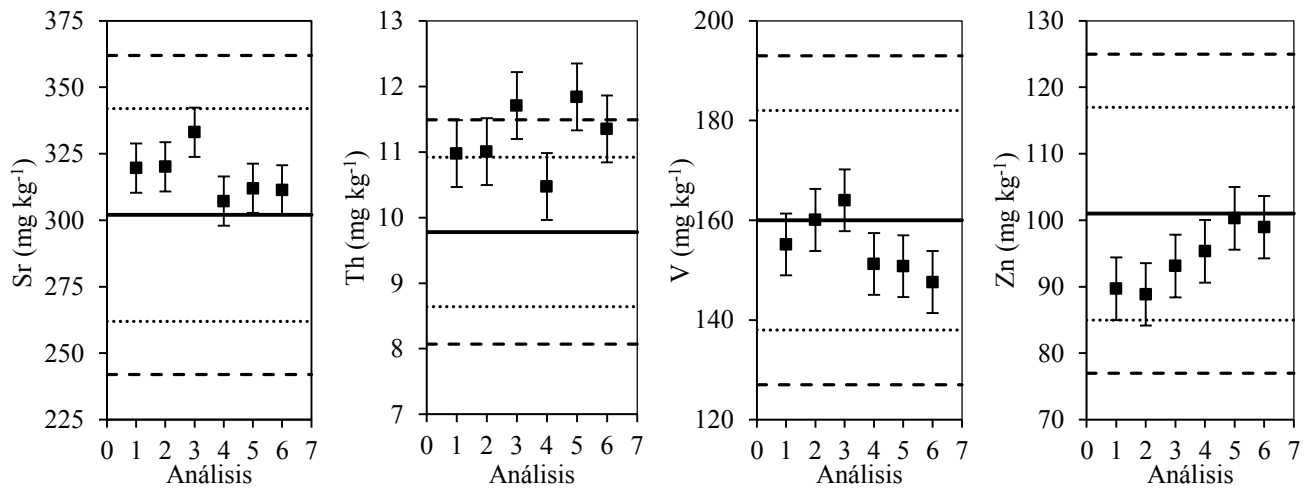 Sr (mg kg⁻¹)
375
350
325
300
275
250
225
0 1 2 3 4 5 6 7
Análisis
Th (mg kg⁻¹)
13
12
11
10
9
8
7
0 1 2 3 4 5 6 7
Análisis
V (mg kg⁻¹)
200
180
160
140
120
0 1 2 3 4 5 6 7
Análisis
Zn (mg kg⁻¹)
130
120
110
100
90
80
70
0 1 2 3 4 5 6 7
Análisis